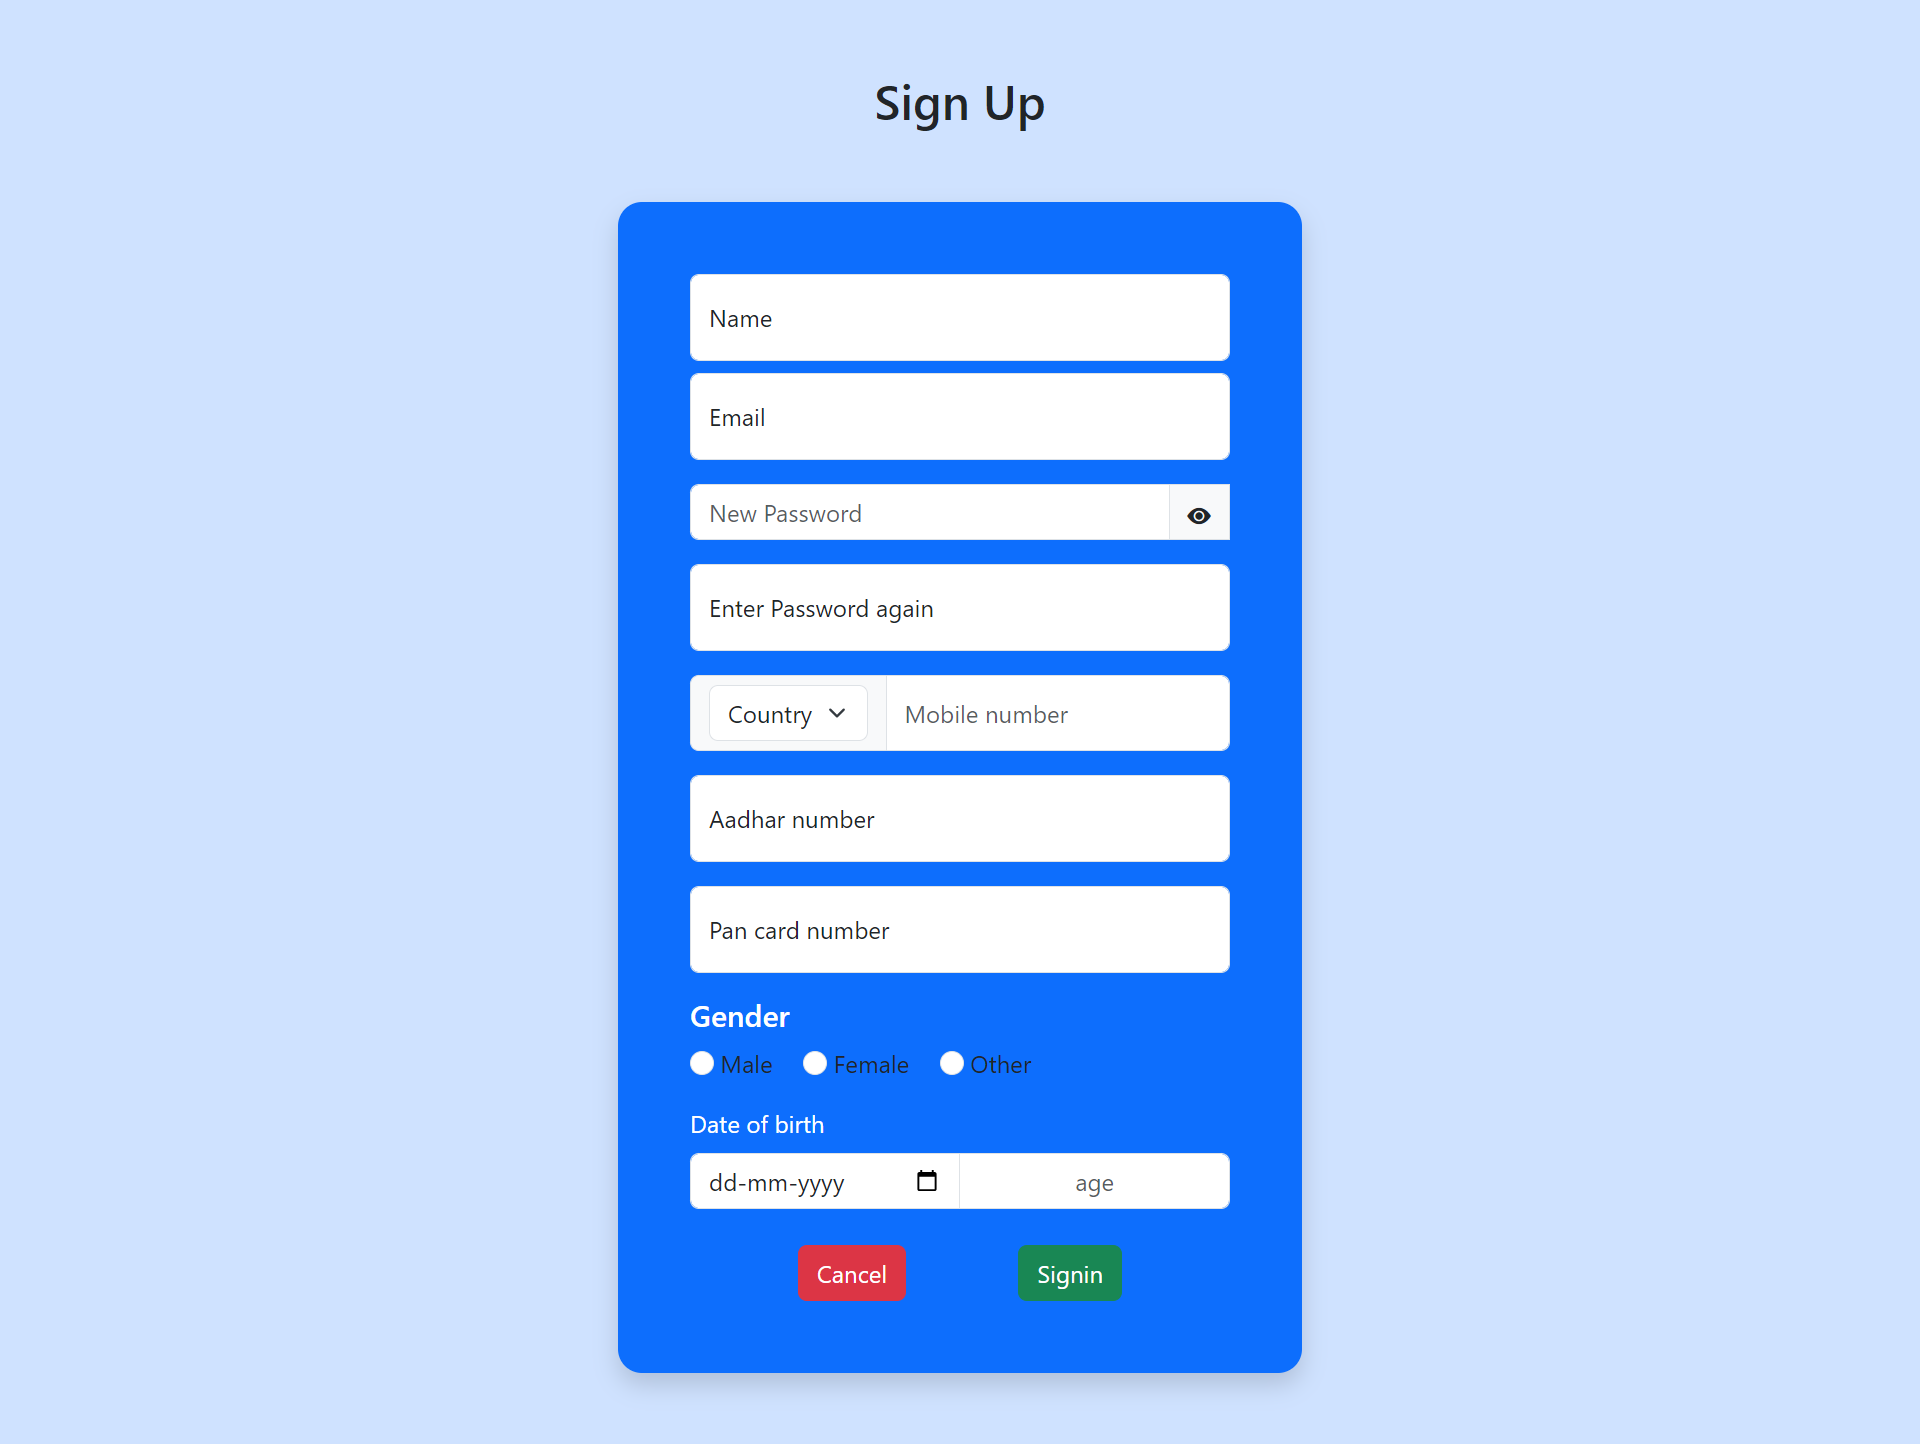 Sign Up
Name
Email
New Password
Enter Password again
Country Mobile number
Aadhar number
Pan card number
Gender
Male Female Other
Date of birth
dd-mm-yyyy age
Cancel Signin